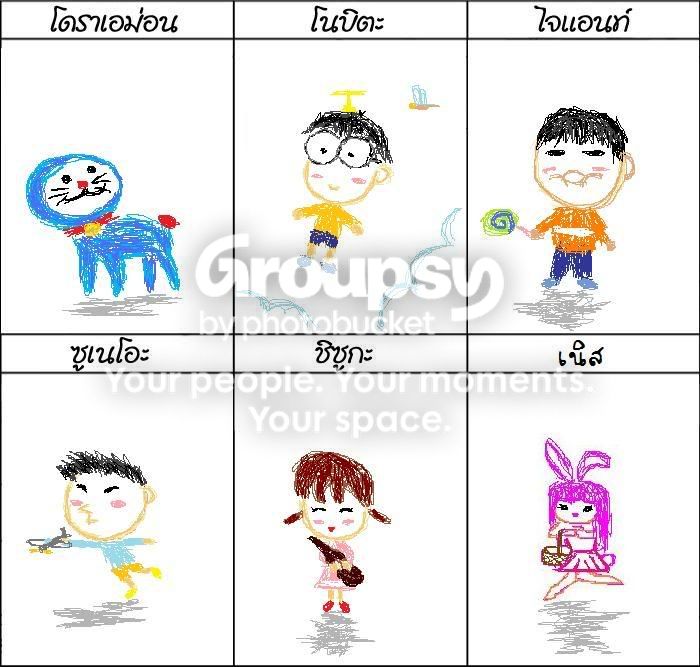 โดราเอม่อน
โนบิตะ
ไจแอนท์
Groupsy
by photobucket
ซูเนโอะ
ชิซูกะ
เนิส
Your people. Your moments.
Your space.